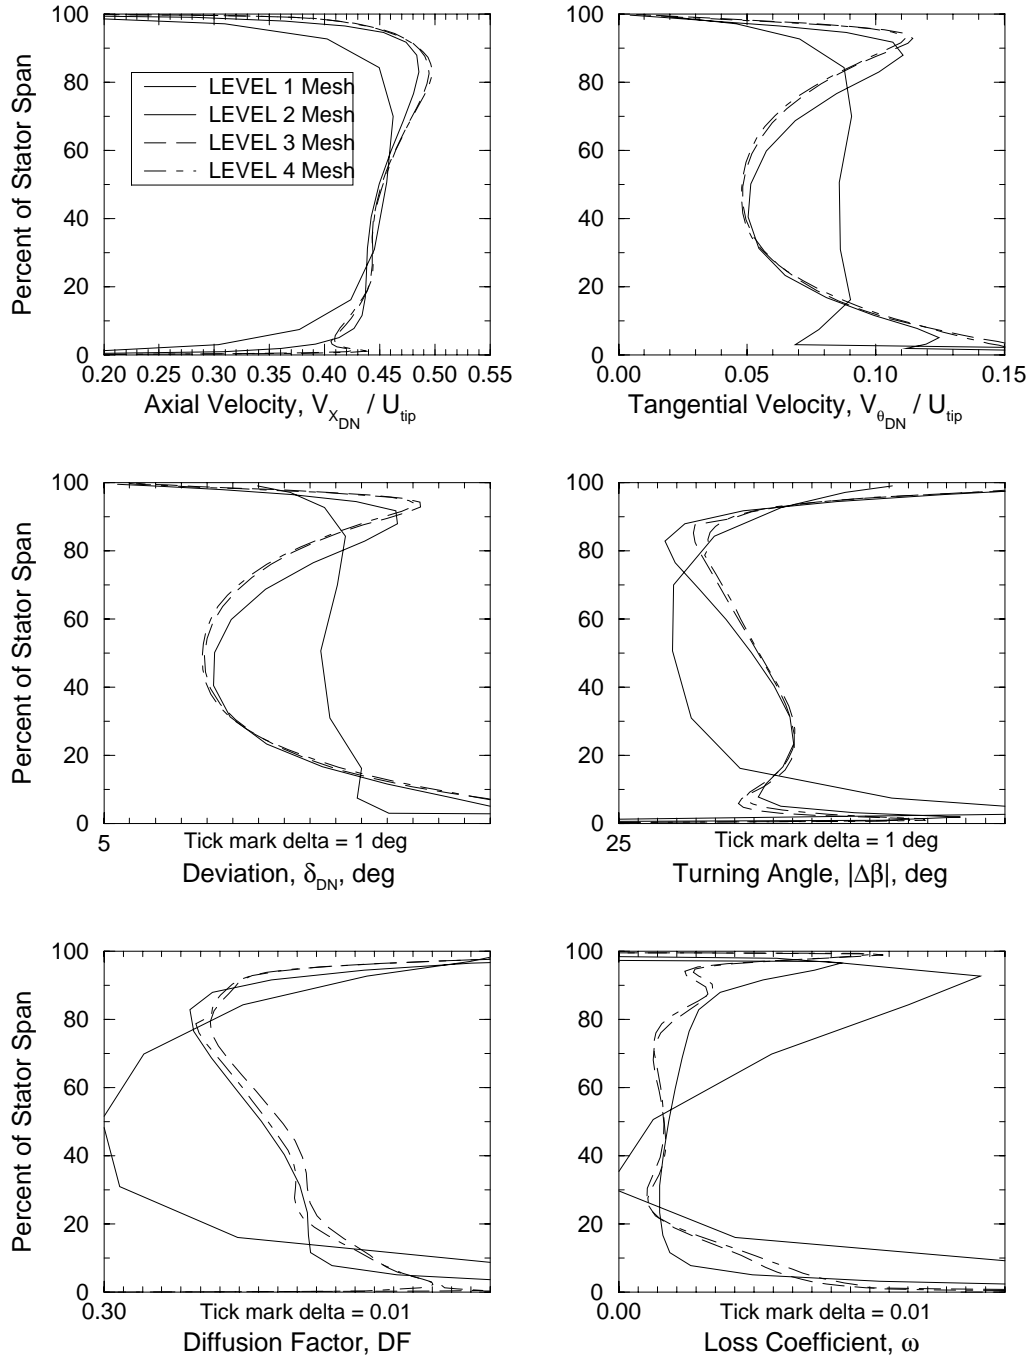 100
80
60
40
20
0
Percent of Stator Span
LEVEL 1 Mesh
LEVEL 2 Mesh
LEVEL 3 Mesh
LEVEL 4 Mesh
0.20 0.25 0.30 0.35 0.40 0.45 0.50 0.55
Axial Velocity, V_X_DN / U_tip
100
80
60
40
20
0
0.00 0.05 0.10 0.15
Tangential Velocity, V_θ_DN / U_tip
100
80
60
40
20
0
Percent of Stator Span
5
Tick mark delta = 1 deg
Deviation, δ_DN, deg
100
80
60
40
20
0
25
Tick mark delta = 1 deg
Turning Angle, |Δβ|, deg
100
80
60
40
20
0
Percent of Stator Span
0.30
Tick mark delta = 0.01
Diffusion Factor, DF
100
80
60
40
20
0
0.00
Tick mark delta = 0.01
Loss Coefficient, ω